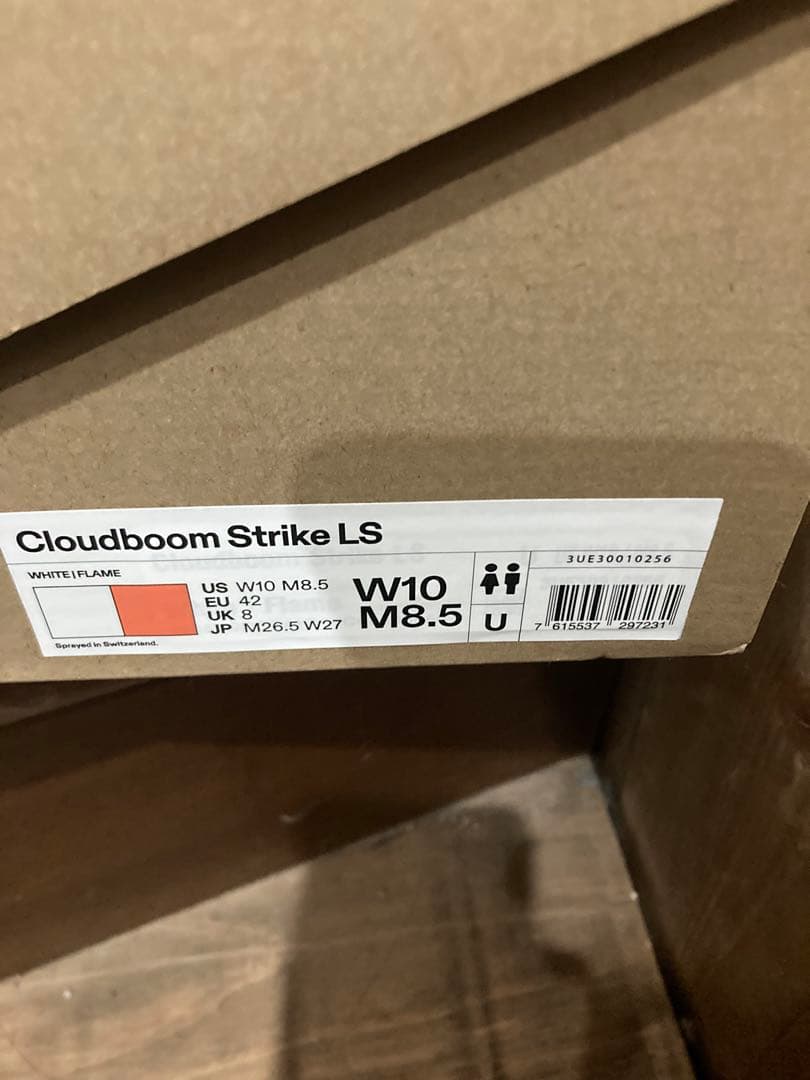 Cloudboom Strike LS
WHITE | FLAME
US W10 M8.5
EU 42
UK 8
JP M26.5 W27
Sprayed in Switzerland.
W10
M8.5
U
3UE30010256
7 615537 297231